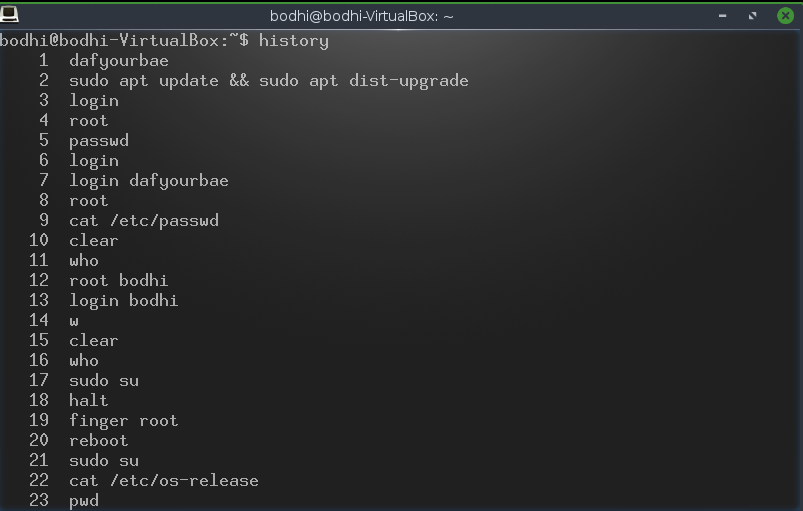 bodhi@bodhi-VirtualBox: ~
bodhi@bodhi-VirtualBox:~$ history
1 dafyourbae
2 sudo apt update && sudo apt dist-upgrade
3 login
4 root
5 passwd
6 login
7 login dafyourbae
8 root
9 cat /etc/passwd
10 clear
11 who
12 root bodhi
13 login bodhi
14 w
15 clear
16 who
17 sudo su
18 halt
19 finger root
20 reboot
21 sudo su
22 cat /etc/os-release
23 pwd